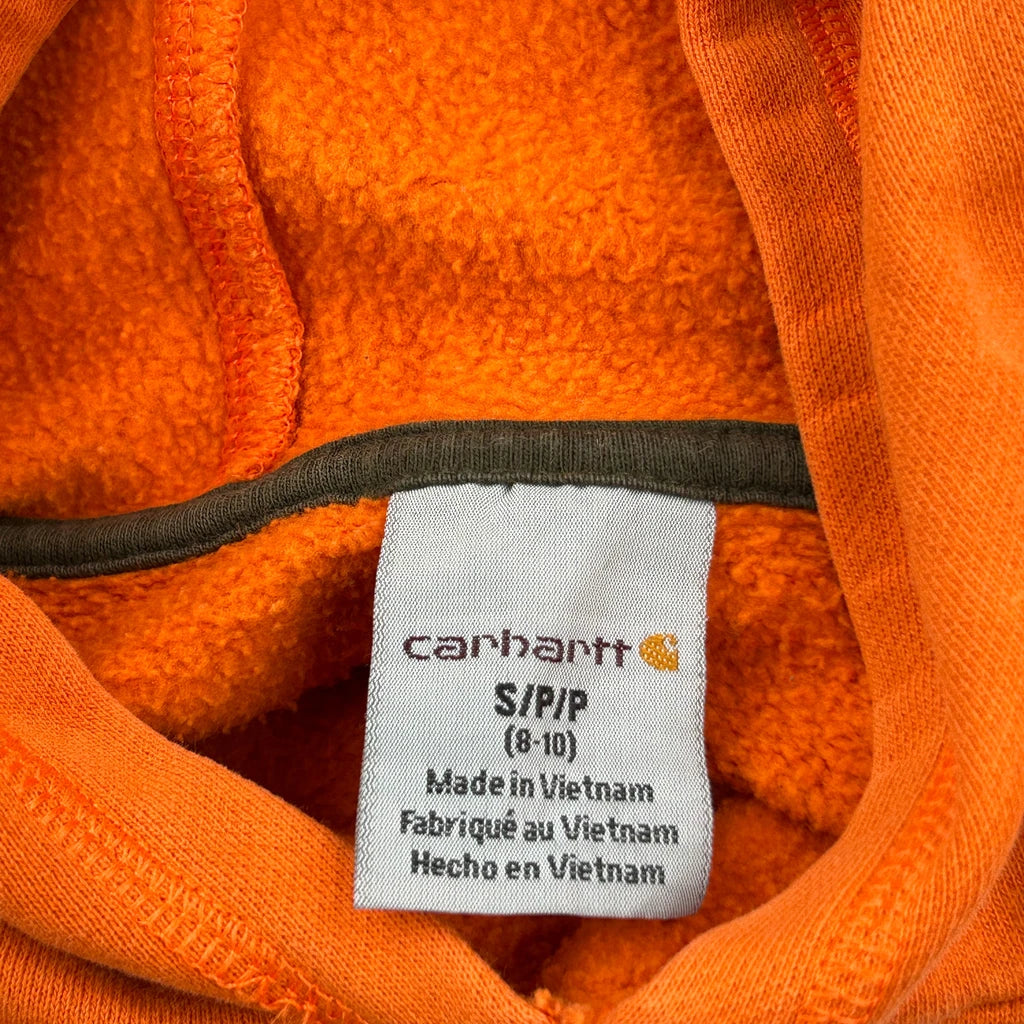 carhartt
S/P/P
(8-10)
Made in Vietnam
Fabriqué au Vietnam
Hecho en Vietnam